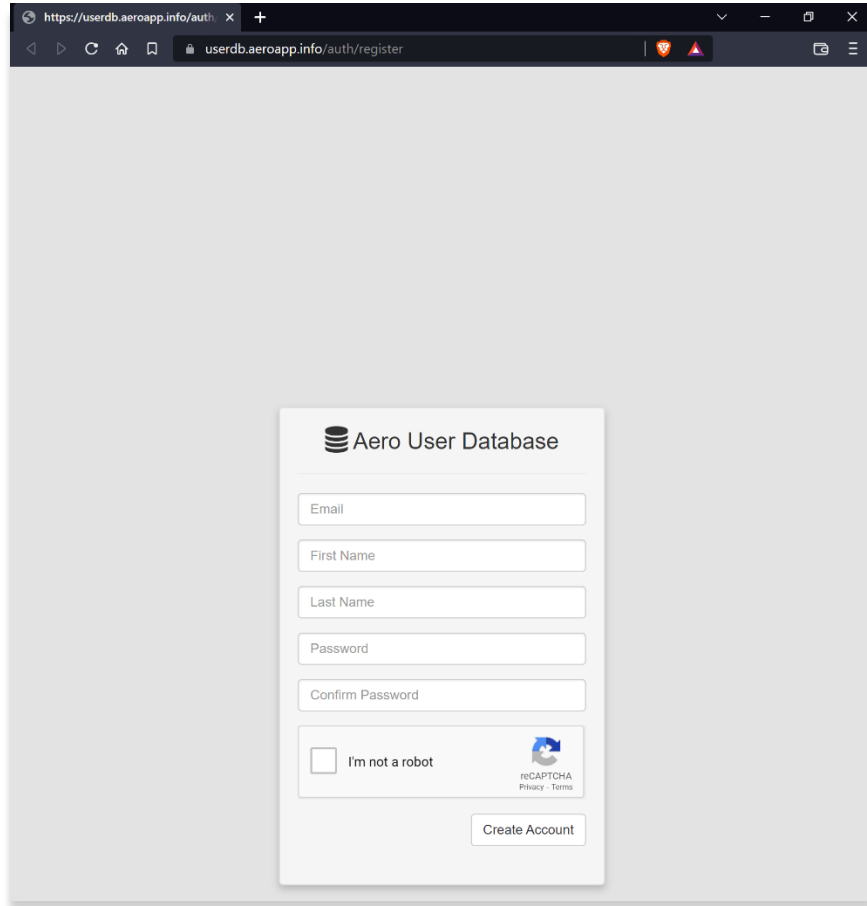 https://userdb.aeroapp.info/auth/
userdb.aeroapp.info/auth/register
Aero User Database
Email
First Name
Last Name
Password
Confirm Password
I'm not a robot
reCAPTCHA
Privacy - Terms
Create Account